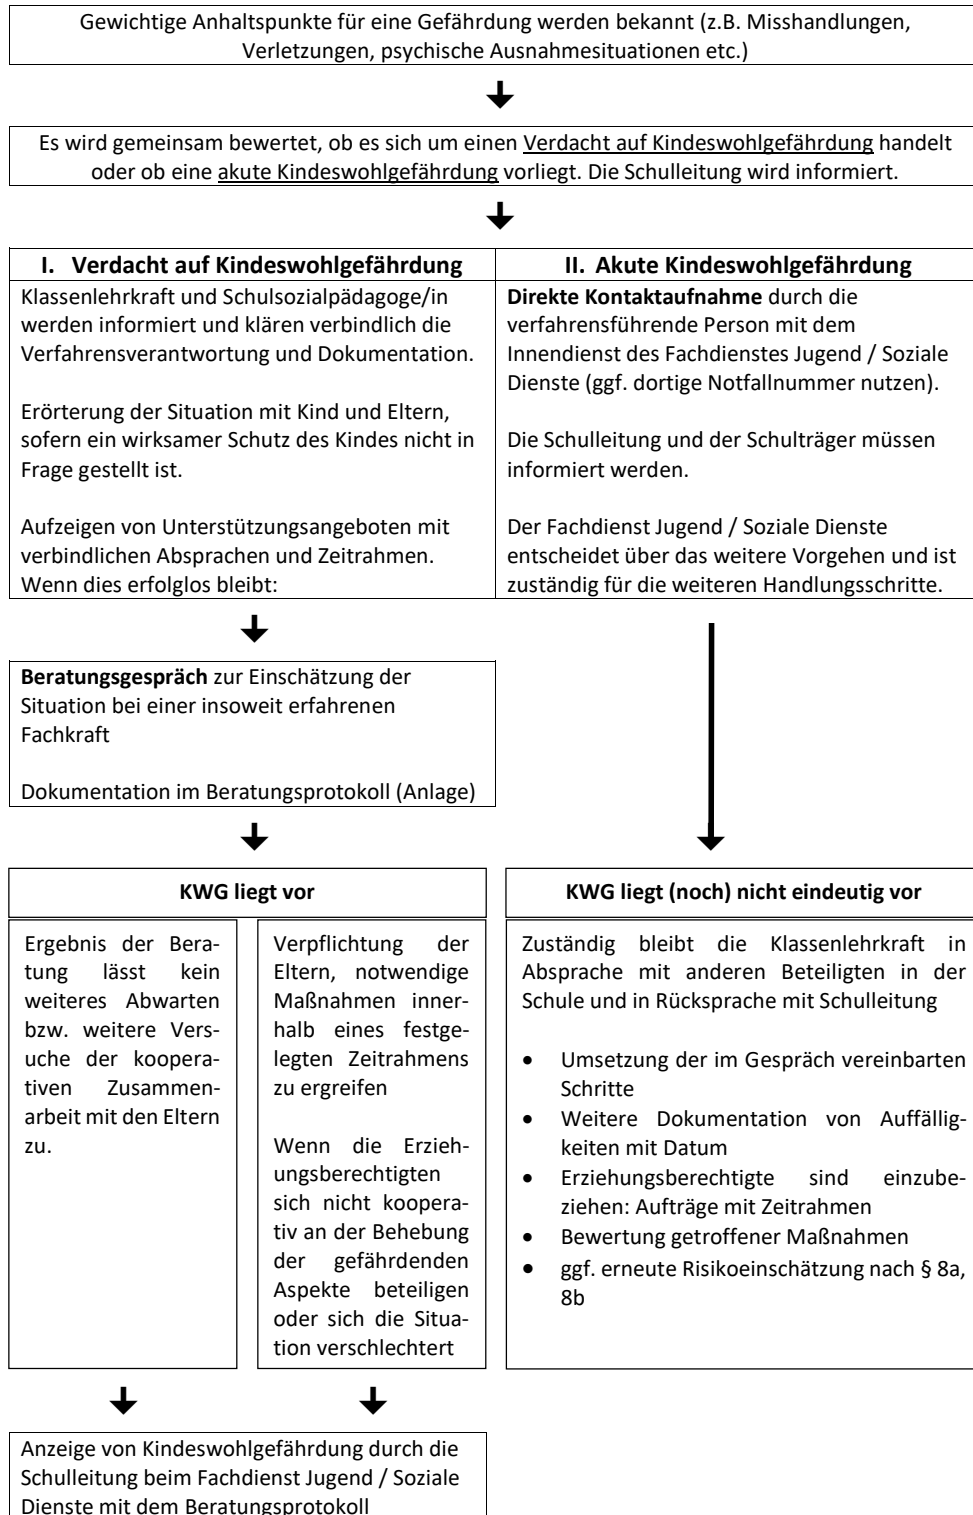 Gewichtige Anhaltspunkte für eine Gefährdung werden bekannt (z.B. Misshandlungen,
Verletzungen, psychische Ausnahmesituationen etc.)
Es wird gemeinsam bewertet, ob es sich um einen Verdacht auf Kindeswohlgefährdung handelt
oder ob eine akute Kindeswohlgefährdung vorliegt. Die Schulleitung wird informiert.
I. Verdacht auf Kindeswohlgefährdung
Klassenlehrkraft und Schulsozialpädagoge/in
werden informiert und klären verbindlich die
Verfahrensverantwortung und Dokumentation.
Erörterung der Situation mit Kind und Eltern,
sofern ein wirksamer Schutz des Kindes nicht in
Frage gestellt ist.
Aufzeigen von Unterstützungsangeboten mit
verbindlichen Absprachen und Zeitrahmen.
Wenn dies erfolglos bleibt:
II. Akute Kindeswohlgefährdung
Direkte Kontaktaufnahme durch die
verfahrensführende Person mit dem
Innendienst des Fachdienstes Jugend / Soziale
Dienste (ggf. dortige Notfallnummer nutzen).
Die Schulleitung und der Schulträger müssen
informiert werden.
Der Fachdienst Jugend / Soziale Dienste
entscheidet über das weitere Vorgehen und ist
zuständig für die weiteren Handlungsschritte.
Beratungsgespräch zur Einschätzung der
Situation bei einer insoweit erfahrenen
Fachkraft
Dokumentation im Beratungsprotokoll (Anlage)
KWG liegt vor
Ergebnis der Bera-
tung lässt kein
weiteres Abwarten
bzw. weitere Vers-
uche der koopera-
tiven Zusammen-
arbeit mit den Eltern
zu.
Verpflichtung der
Eltern, notwendige
Maßnahmen inner-
halb eines festge-
legten Zeitrahmens
zu ergreifen
Wenn die Erzieh-
ungsberechtigten
sich nicht koopera-
tiv an der Behebung
der gefährdenden
Aspekte beteiligen
oder sich die Situa-
tion verschlechtert
KWG liegt (noch) nicht eindeutig vor
Zuständig bleibt die Klassenlehrkraft in
Absprache mit anderen Beteiligten in der
Schule und in Rücksprache mit Schulleitung
• Umsetzung der im Gespräch vereinbarten
Schritte
• Weitere Dokumentation von Auffällig-
keiten mit Datum
• Erziehungsberechtigte sind einzube-
ziehen: Aufträge mit Zeitrahmen
• Bewertung getroffener Maßnahmen
• ggf. erneute Risikoeinschätzung nach § 8a,
8b
Anzeige von Kindeswohlgefährdung durch die
Schulleitung beim Fachdienst Jugend / Soziale
Dienste mit dem Beratungsprotokoll